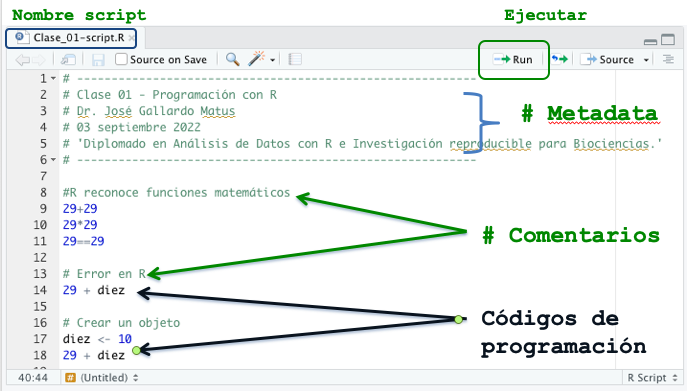 Nombre script
Ejecutar
Clase_01-script.R
Source on Save
Run
Source
1 # ---------------------------------------------------------
2 # Clase 01 - Programación con R
3 # Dr. José Gallardo Matus
4 # 03 septiembre 2022
5 # 'Diplomado en Análisis de Datos con R e Investigación reproducible para Biociencias.'
6 # ---------------------------------------------------------
7
8 #R reconoce funciones matemáticos
9 29+29
10 29*29
11 29==29
12
13 # Error en R
14 29 + diez
15
16 # Crear un objeto
17 diez <- 10
18 29 + diez
# Metadata
# Comentarios
Códigos de
programación
40:44
# (Untitled)
R Script